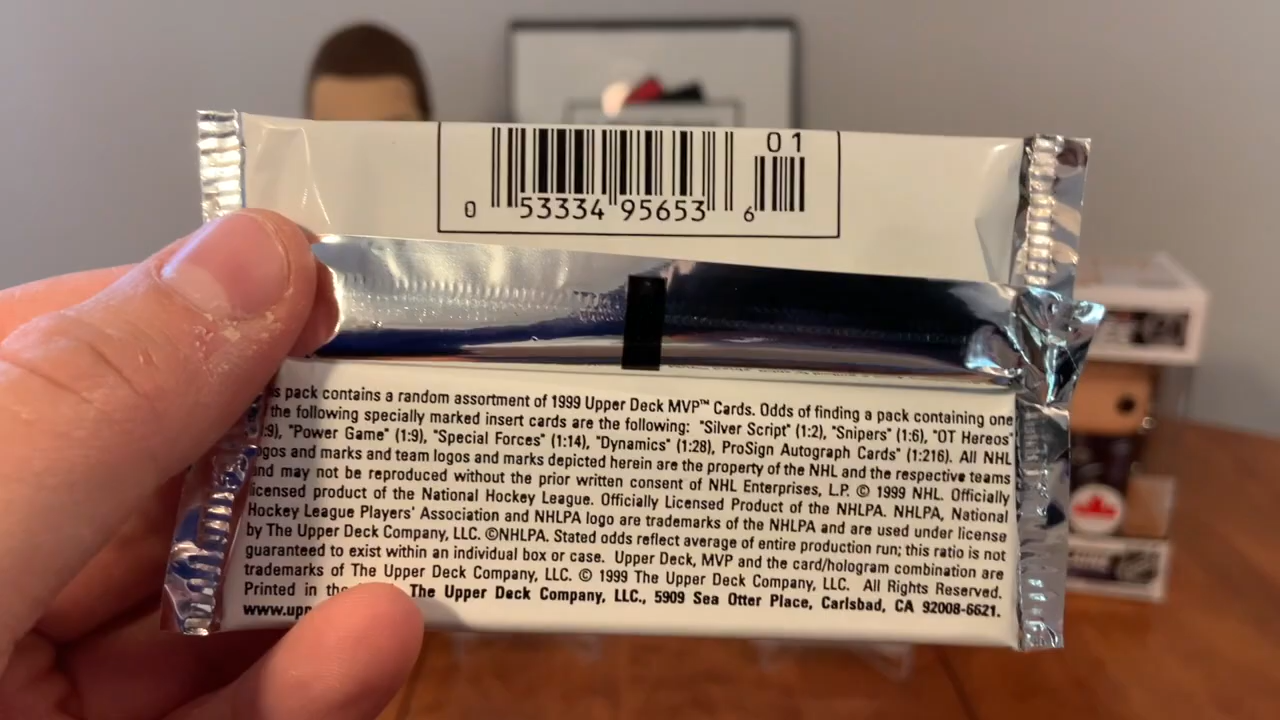 01
0 53334 95653 6
s pack contains a random assortment of 1999 Upper Deck MVP™ Cards. Odds of finding a pack containing one
the following specially marked insert cards are the following: "Silver Script" (1:2), "Snipers" (1:6), "OT Hereos"
:9), "Power Game" (1:9), "Special Forces" (1:14), "Dynamics" (1:28), ProSign Autograph Cards" (1:216). All NHL
ogos and marks and team logos and marks depicted herein are the property of the NHL and the respective teams
and may not be reproduced without the prior written consent of NHL Enterprises, L.P. © 1999 NHL. Officially
licensed product of the National Hockey League. Officially Licensed Product of the NHLPA. NHLPA, National
Hockey League Players' Association and NHLPA logo are trademarks of the NHLPA and are used under license
by The Upper Deck Company, LLC. ©NHLPA. Stated odds reflect average of entire production run; this ratio is not
guaranteed to exist within an individual box or case. Upper Deck, MVP and the card/hologram combination are
trademarks of The Upper Deck Company, LLC. © 1999 The Upper Deck Company, LLC. All Rights Reserved.
Printed in the The Upper Deck Company, LLC., 5909 Sea Otter Place, Carlsbad, CA 92008-6621.
www.upp